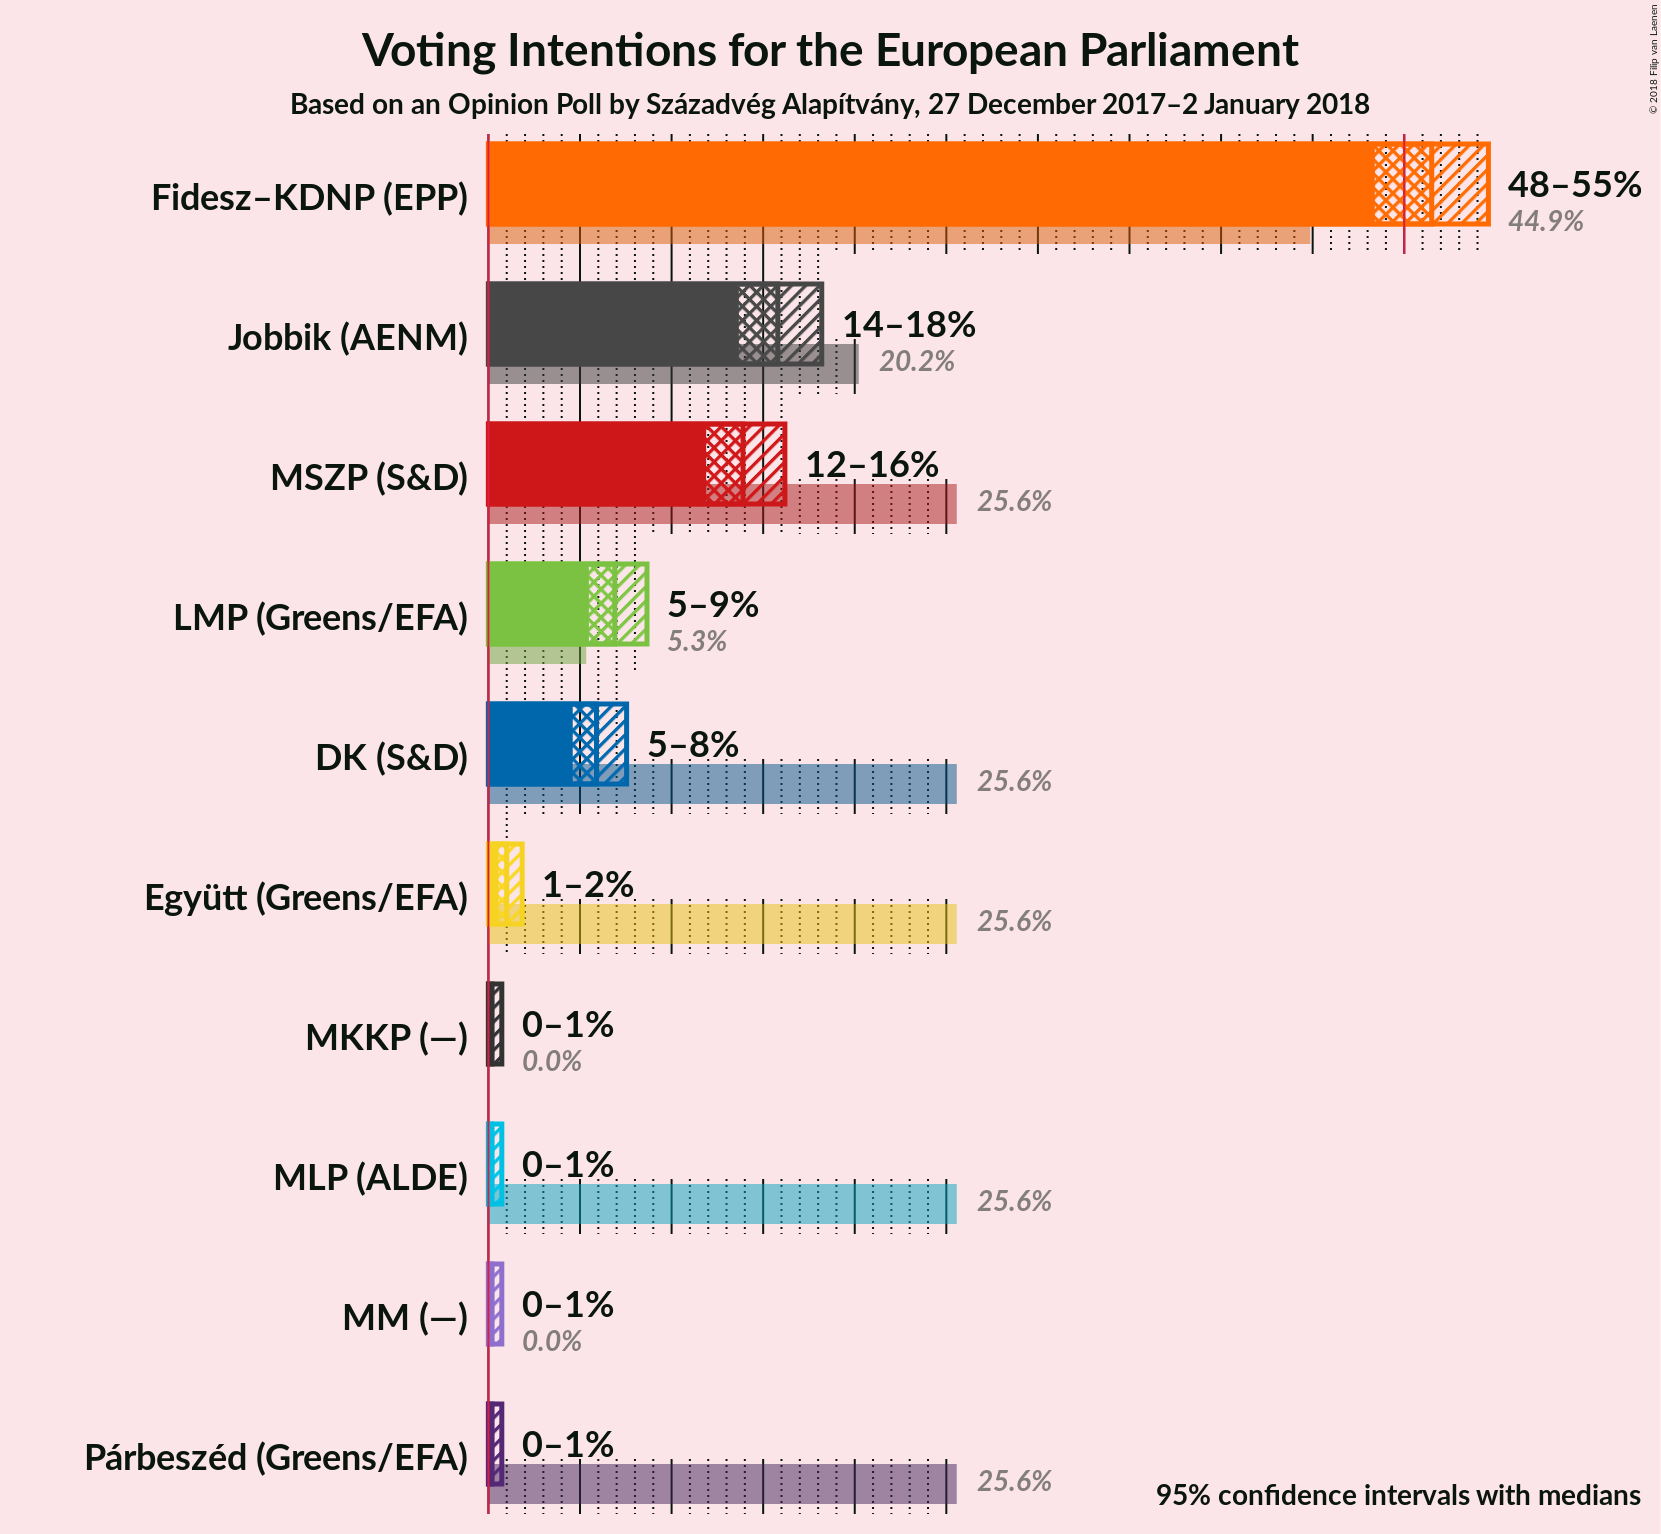 Voting Intentions for the European Parliament
Based on an Opinion Poll by Századvég Alapítvány, 27 December 2017–2 January 2018
© 2018 Filip van Laenen
Fidesz–KDNP (EPP)
48–55%
44.9%
Jobbik (AENM)
14–18%
20.2%
MSZP (S&D)
12–16%
25.6%
LMP (Greens/EFA)
5–9%
5.3%
DK (S&D)
5–8%
25.6%
Együtt (Greens/EFA)
1–2%
25.6%
MKKP (—)
0–1%
0.0%
MLP (ALDE)
0–1%
25.6%
MM (—)
0–1%
0.0%
Párbeszéd (Greens/EFA)
0–1%
25.6%
95% confidence intervals with medians